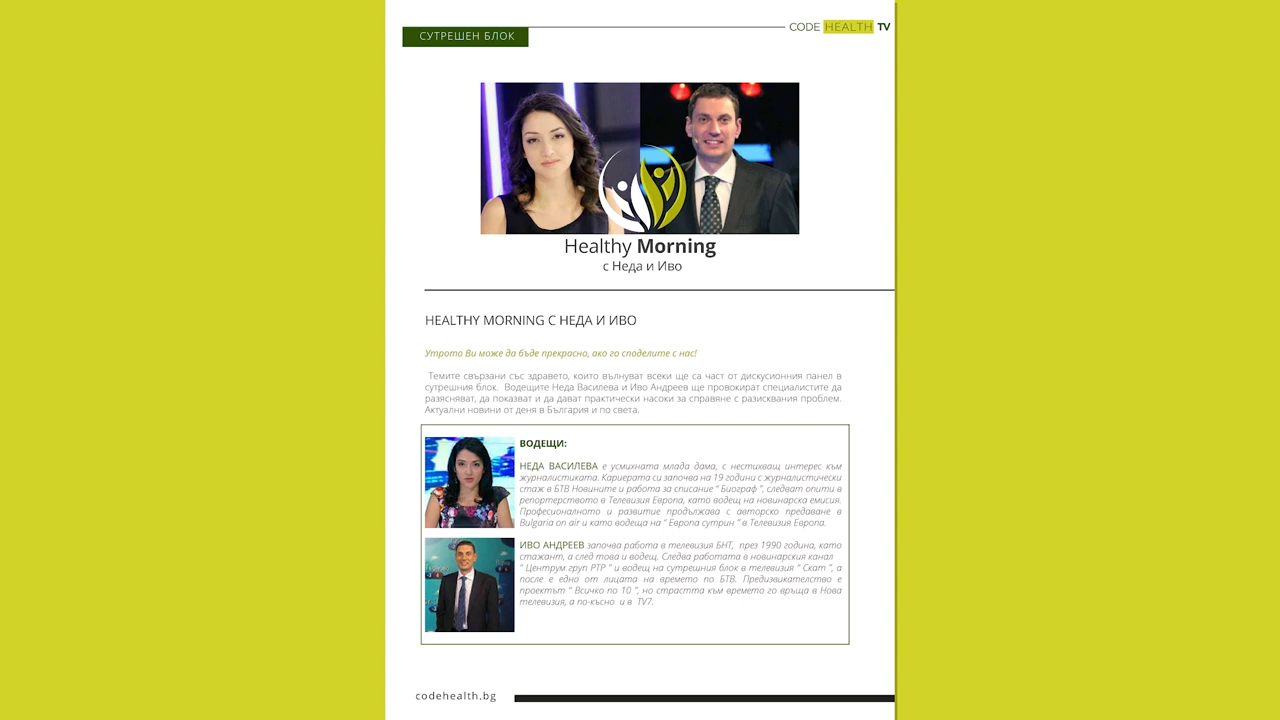 СУТРЕШЕН БЛОК
CODE HEALTH TV
Healthy Morning
с Неда и Иво
HEALTHY MORNING С НЕДА И ИВО
Утрото Ви може да бъде прекрасно, ако го споделите с нас!
Темите свързани със здравето, които вълнуват всеки ще са част от дискусионния панел в
сутрешния блок. Водещите Неда Василева и Иво Андреев ще провокират специалистите да
разясняват, да показват и да дават практически насоки за справяне с разисквания проблем.
Актуални новини от деня в България и по света.
ВОДЕЩИ:
НЕДА ВАСИЛЕВА е усмихната млада дама, с нестихващ интерес към
журналистиката. Кариерата си започва на 19 години с журналистически
стаж в БТВ Новините и работа за списание “ Биограф ”, следват опити в
репортерството в Телевизия Европа, като водещ на новинарска емисия.
Професионалното и развитие продължава с авторско предаване в
Bulgaria on air и като водеща на “ Европа сутрин ” в Телевизия Европа.
ИВО АНДРЕЕВ започва работа в телевизия БНТ, през 1990 година, като
стажант, а след това и водещ. Следва работата в новинарския канал
“ Центрум груп РТР ” и водещ на сутрешния блок в телевизия “ Скат ”, а
после е едно от лицата на времето по БТВ. Предизвикателство е
проектът “ Всичко по 10 ”, но страстта към времето го връща в Нова
телевизия, а по-късно и в TV7.
codehealth.bg